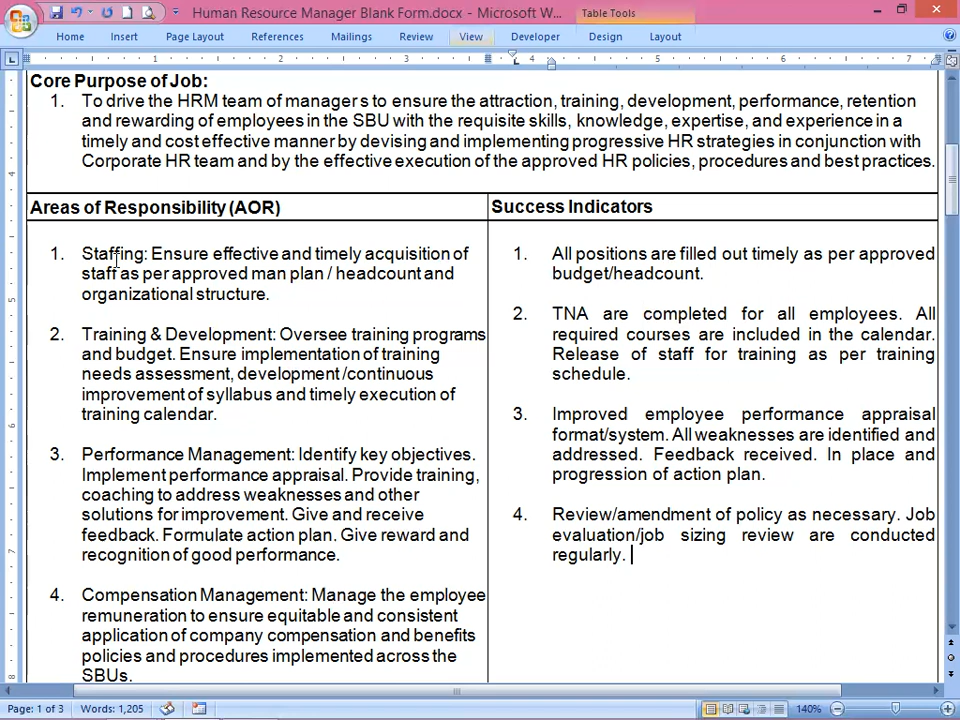 Human Resource Manager Blank Form.docx - Microsoft W...
Table Tools
Home Insert Page Layout References Mailings Review View Developer Design Layout
1 2 3 4 5 6 7
Core Purpose of Job:
1. To drive the HRM team of managers to ensure the attraction, training, development, performance, retention
and rewarding of employees in the SBU with the requisite skills, knowledge, expertise, and experience in a
timely and cost effective manner by devising and implementing progressive HR strategies in conjunction with
Corporate HR team and by the effective execution of the approved HR policies, procedures and best practices.
Areas of Responsibility (AOR)
1. Staffing: Ensure effective and timely acquisition of
staff as per approved man plan / headcount and
organizational structure.
2. Training & Development: Oversee training programs
and budget. Ensure implementation of training
needs assessment, development /continuous
improvement of syllabus and timely execution of
training calendar.
3. Performance Management: Identify key objectives.
Implement performance appraisal. Provide training,
coaching to address weaknesses and other
solutions for improvement. Give and receive
feedback. Formulate action plan. Give reward and
recognition of good performance.
4. Compensation Management: Manage the employee
remuneration to ensure equitable and consistent
application of company compensation and benefits
policies and procedures implemented across the
SBUs.
Success Indicators
1. All positions are filled out timely as per approved
budget/headcount.
2. TNA are completed for all employees. All
required courses are included in the calendar.
Release of staff for training as per training
schedule.
3. Improved employee performance appraisal
format/system. All weaknesses are identified and
addressed. Feedback received. In place and
progression of action plan.
4. Review/amendment of policy as necessary. Job
evaluation/job sizing review are conducted
regularly.
4
5
6
7
8
Page: 1 of 3 Words: 1,205 140%